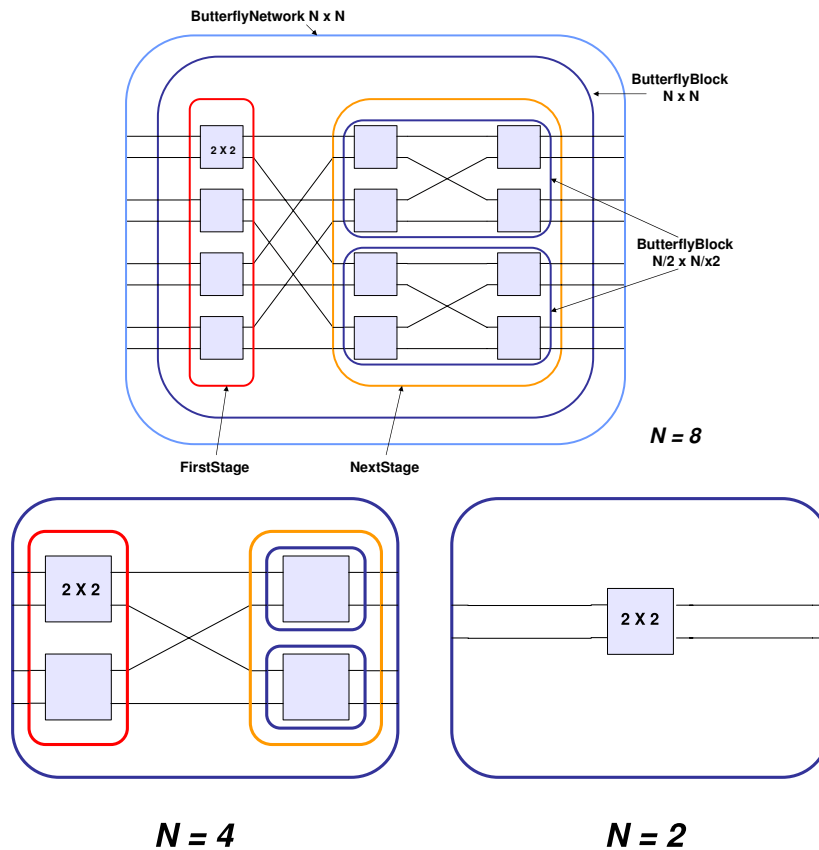 ButterflyNetwork N x N
ButterflyBlock
N x N
2 X 2
ButterflyBlock
N/2 x N/x2
N = 8
FirstStage
NextStage
2 X 2
2 X 2
N = 4
N = 2